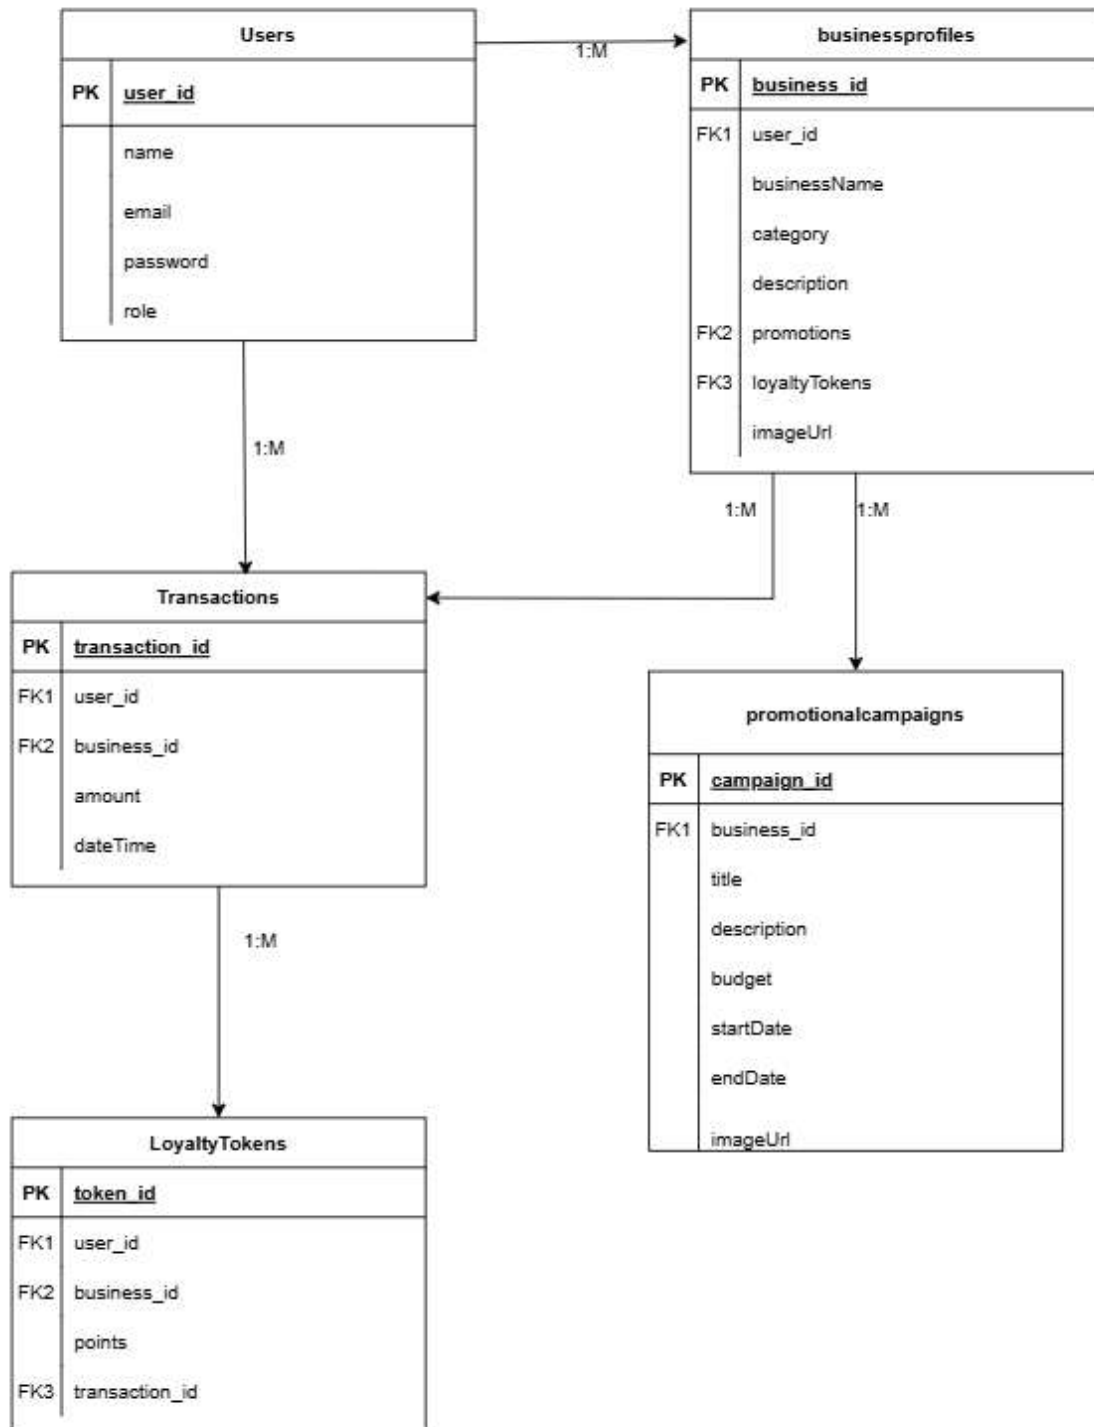 Users
PK user_id
name
email
password
role
1:M
businessprofiles
PK business_id
FK1 user_id
businessName
category
description
FK2 promotions
FK3 loyaltyTokens
imageUrl
1:M
1:M
1:M
Transactions
PK transaction_id
FK1 user_id
FK2 business_id
amount
dateTime
promotionalcampaigns
PK campaign_id
FK1 business_id
title
description
budget
startDate
endDate
imageUrl
1:M
LoyaltyTokens
PK token_id
FK1 user_id
FK2 business_id
points
FK3 transaction_id